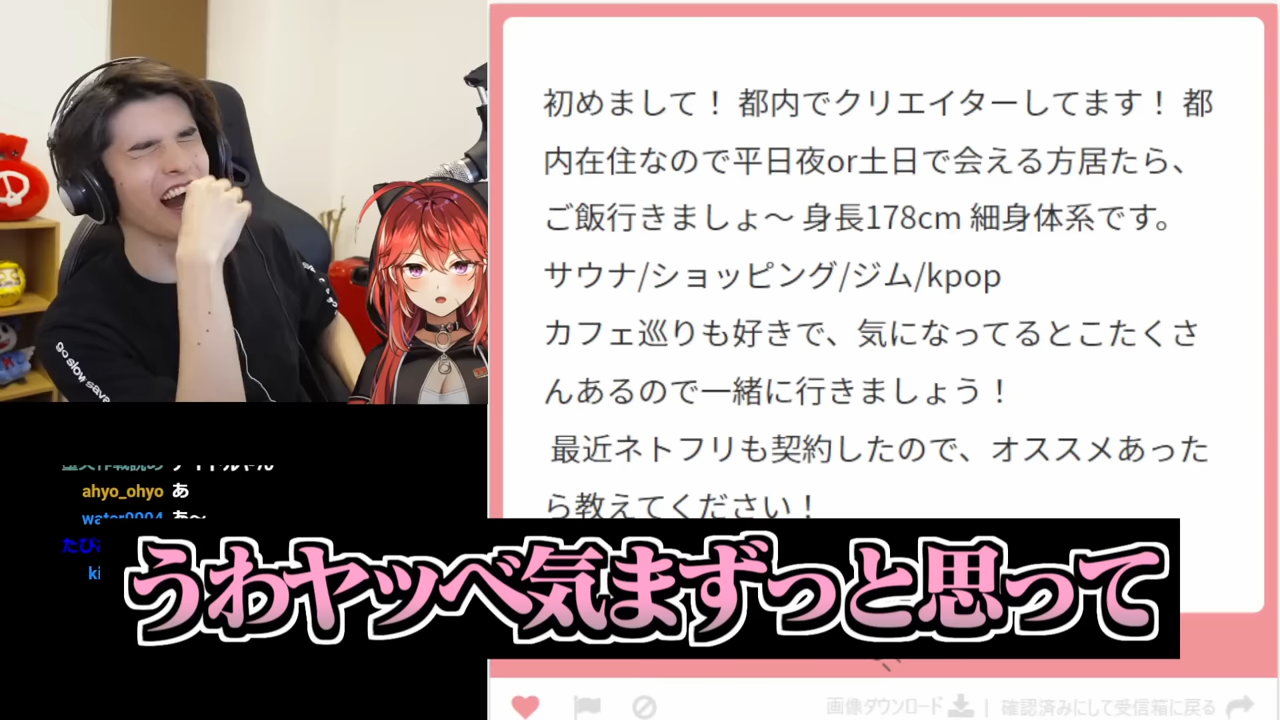 初めまして！ 都内でクリエイターしてます！ 都
内在住なので平日夜or土日で会える方居たら、
ご飯行きましょ〜 身長178cm 細身体系です。
サウナ/ショッピング/ジム/kpop
カフェ巡りも好きで、気になってるとこたくさ
んあるので一緒に行きましょう！
最近ネトフリも契約したので、オススメあった
ら教えてください！
go slow
ahyo_ohyo あ
water0004 あ〜
たぴ
ki
うわヤッベ気まずっと思って
画像ダウンロード | 確認済みにして受信箱に戻る